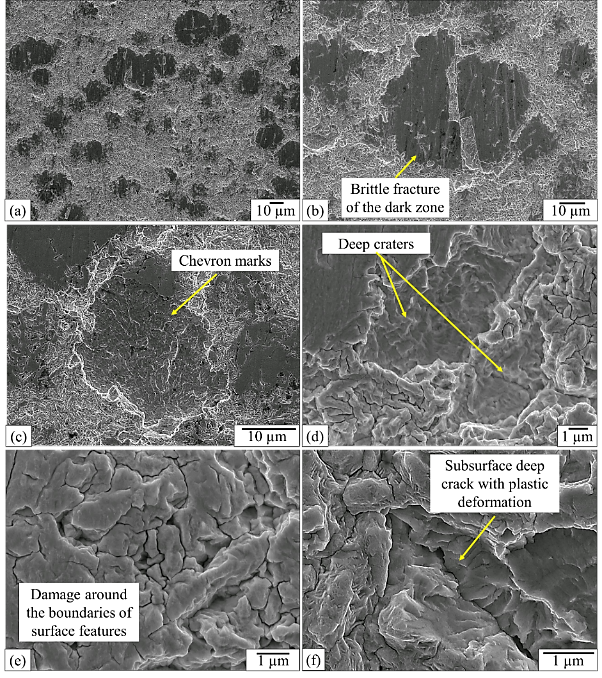 (a)
10 μm
(b)
Brittle fracture
of the dark zone
10 μm
Chevron marks
(c)
10 μm
Deep craters
(d)
1 μm
Damage around
the boundaries of
surface features
(e)
1 μm
Subsurface deep
crack with plastic
deformation
(f)
1 μm